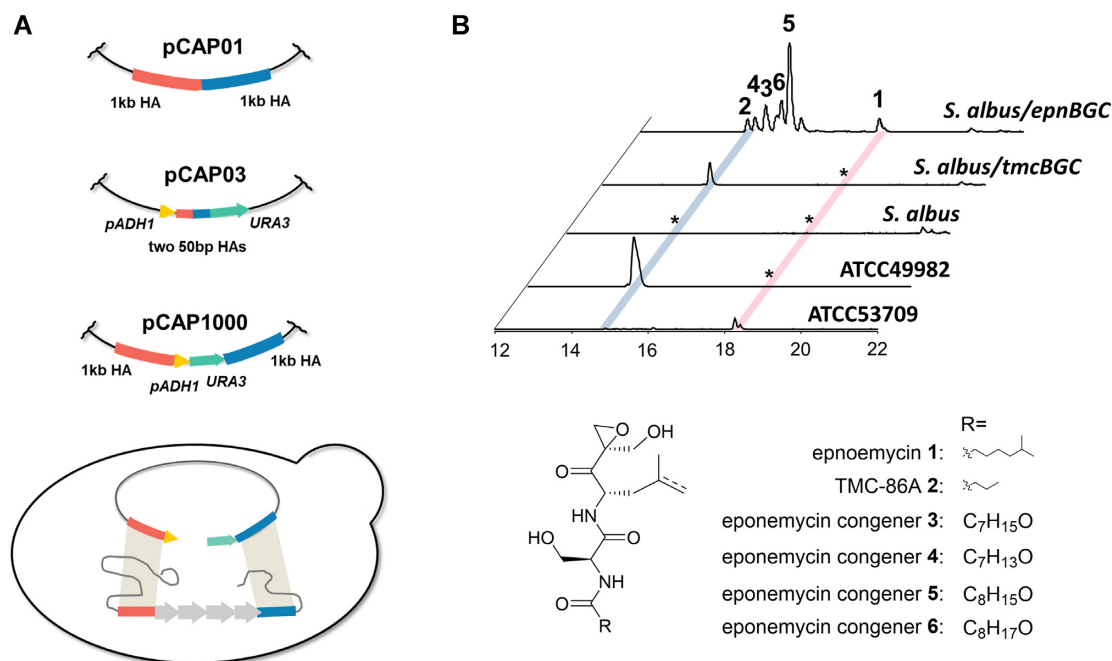 A
pCAP01
1kb HA
1kb HA
pCAP03
pADH1
URA3
two 50bp HAs
pCAP1000
1kb HA
1kb HA
pADH1
URA3
B
5
4
3
6
2
1
S. albus/epnBGC
*
S. albus/tmcBGC
*
*
S. albus
*
ATCC49982
ATCC53709
12 14 16 18 20 22
O
OH
O
HN
HO
O
NH
O
R
R=
epnoemycin 1:
TMC-86A 2:
eponemycin congener 3: C7H15O
eponemycin congener 4: C7H13O
eponemycin congener 5: C8H15O
eponemycin congener 6: C8H17O